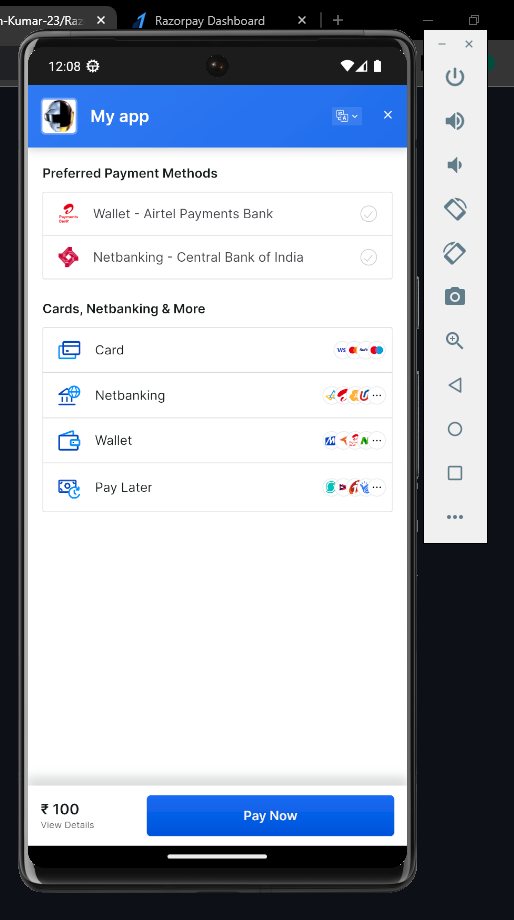 n-Kumar-23/Raz
Razorpay Dashboard
12:08
My app
Preferred Payment Methods
Wallet - Airtel Payments Bank
Netbanking - Central Bank of India
Cards, Netbanking & More
Card
Netbanking
Wallet
Pay Later
₹ 100
View Details
Pay Now